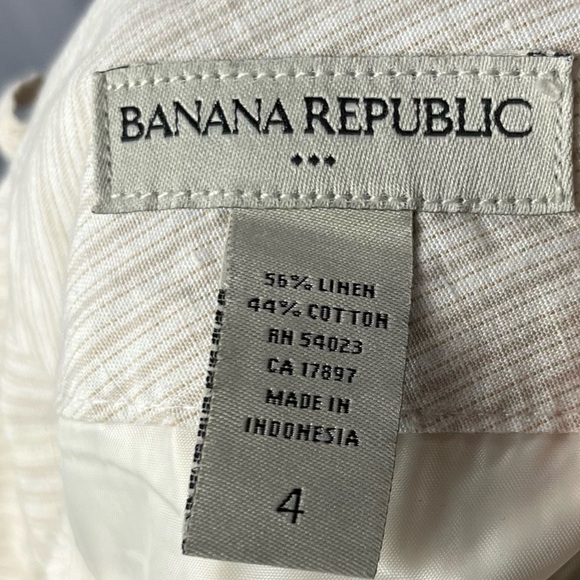 BANANA REPUBLIC
56% LINEN
44% COTTON
RN 54023
CA 17897
MADE IN
INDONESIA
4